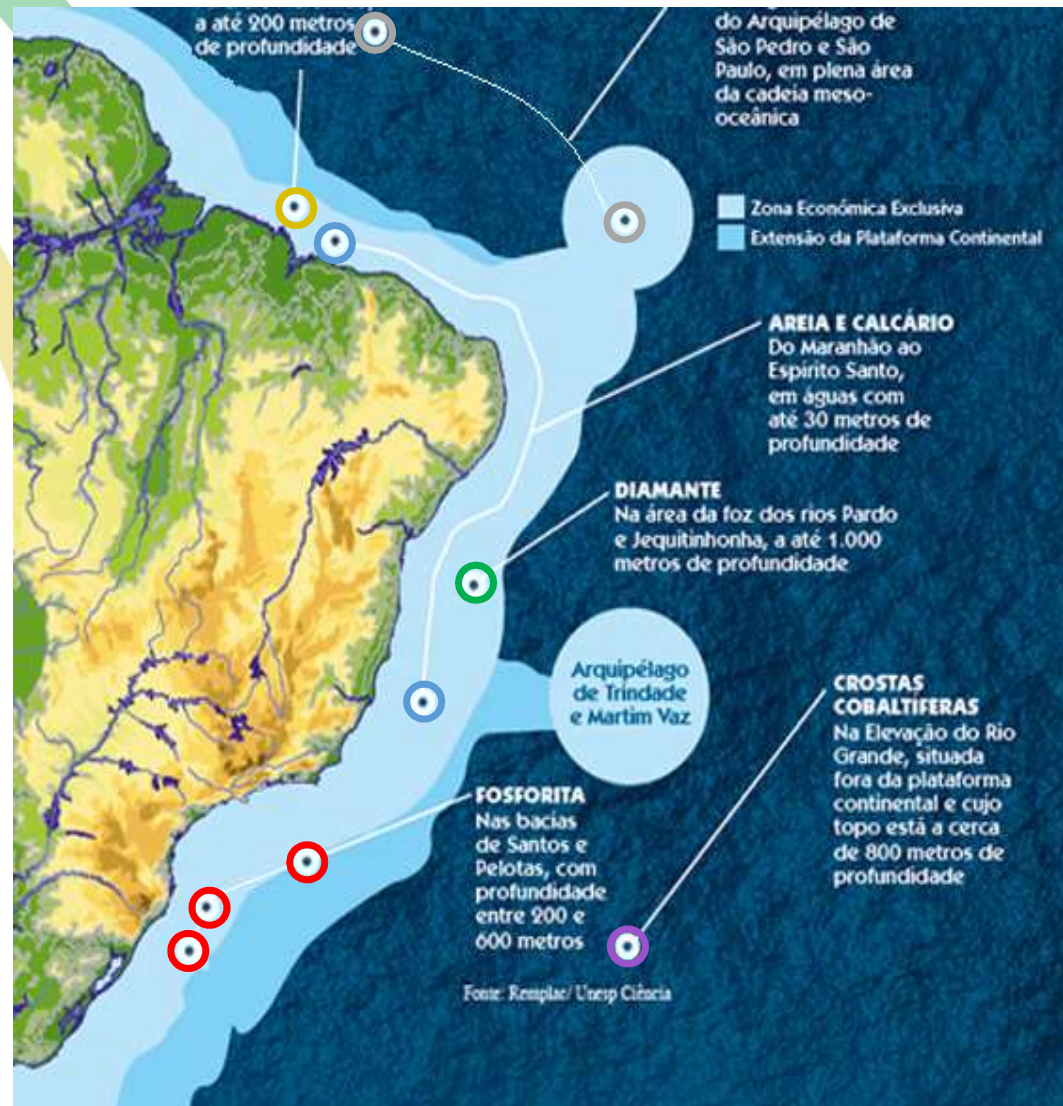 a até 200 metros
de profundidade
do Arquipélago de
São Pedro e São
Paulo, em plena área
da cadeia meso-
oceânica
Zona Económica Exclusiva
Extensão da Plataforma Continental
AREIA E CALCÁRIO
Do Maranhão ao
Espírito Santo,
em águas com
até 30 metros de
profundidade
DIAMANTE
Na área da foz dos rios Pardo
e Jequitinhonha, a até 1.000
metros de profundidade
Arquipélago
de Trindade
e Martim Vaz
CROSTAS
COBALTÍFERAS
Na Elevação do Rio
Grande, situada
fora da plataforma
continental e cujo
topo está a cerca
de 800 metros de
profundidade
FOSFORITA
Nas bacias
de Santos e
Pelotas, com
profundidade
entre 200 e
600 metros
Fonte: Remplac/ Unesp Ciência